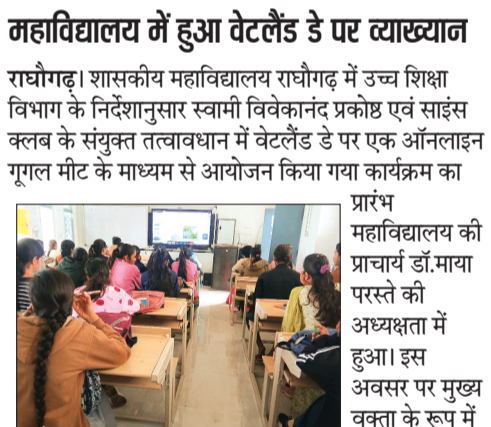 महाविद्यालय में हुआ वेटलैंड डे पर व्याख्यान
राघौगढ़। शासकीय महाविद्यालय राघौगढ़ में उच्च शिक्षा
विभाग के निर्देशानुसार स्वामी विवेकानंद प्रकोष्ठ एवं साइंस
क्लब के संयुक्त तत्वावधान में वेटलैंड डे पर एक ऑनलाइन
गूगल मीट के माध्यम से आयोजन किया गया कार्यक्रम का
प्रारंभ
महाविद्यालय की
प्राचार्य डॉ.माया
परस्ते की
अध्यक्षता में
हुआ। इस
अवसर पर मुख्य
वक्ता के रूप में